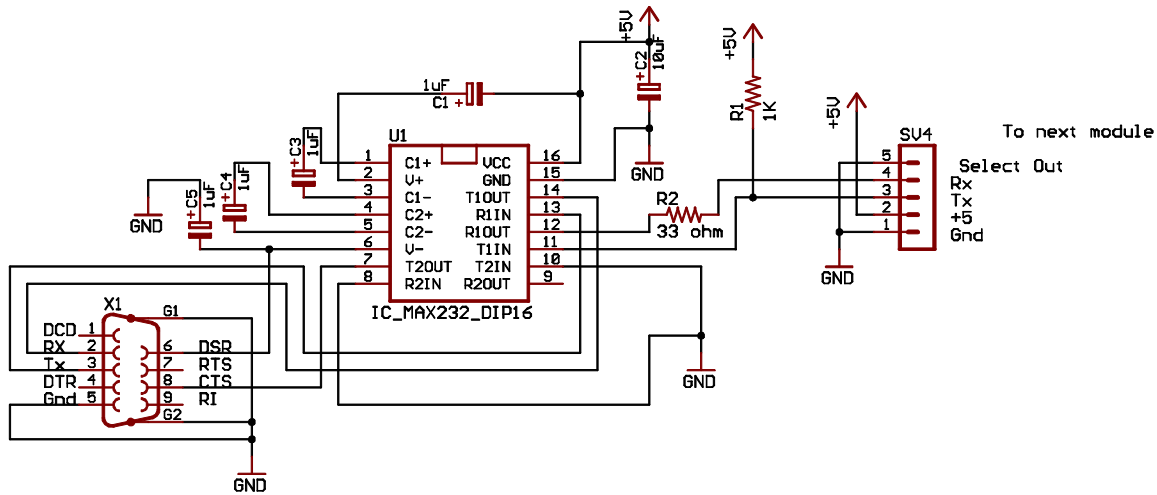 +5V
C2
10uF
+
+5V
R1
1K
1uF
C1 +
+5V
SV4
To next module
C3
1uF
+
U1
C4
1uF
+
C5
1uF
+
GND
1 C1+ VCC 16
2 V+ GND 15
3 C1- T1OUT 14
4 C2+ R1IN 13
5 C2- R1OUT 12
6 V- T1IN 11
7 T2OUT T2IN 10
8 R2IN R2OUT 9
IC_MAX232_DIP16
GND
R2
33 ohm
5 Select Out
4 Rx
3 Tx
2 +5
1 Gnd
GND
X1
G1
DCD 1
RX 2
Tx 3
DTR 4
Gnd 5
6 DSR
7 RTS
8 CTS
9 RI
G2
GND
GND